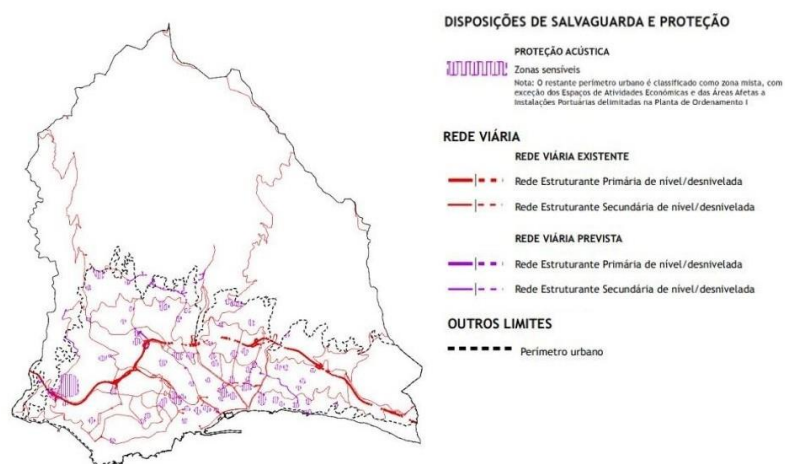 DISPOSIÇÕES DE SALVAGUARDA E PROTEÇÃO
PROTEÇÃO ACÚSTICA
Zonas sensíveis
Nota: O restante perímetro urbano é classificado como zona mista, com
exceção dos Espaços de Atividades Económicas e das Áreas Afetas a
Instalações Portuárias delimitadas na Planta de Ordenamento I
REDE VIÁRIA
REDE VIÁRIA EXISTENTE
Rede Estruturante Primária de nível/desnivelada
Rede Estruturante Secundária de nível/desnivelada
REDE VIÁRIA PREVISTA
Rede Estruturante Primária de nível/desnivelada
Rede Estruturante Secundária de nível/desnivelada
OUTROS LIMITES
Perímetro urbano